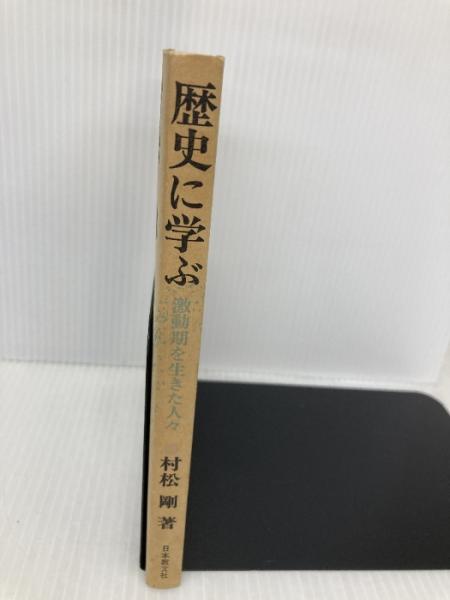 歴史に学ぶ
激動期を生きた人々
村松 剛 著
日本教文社